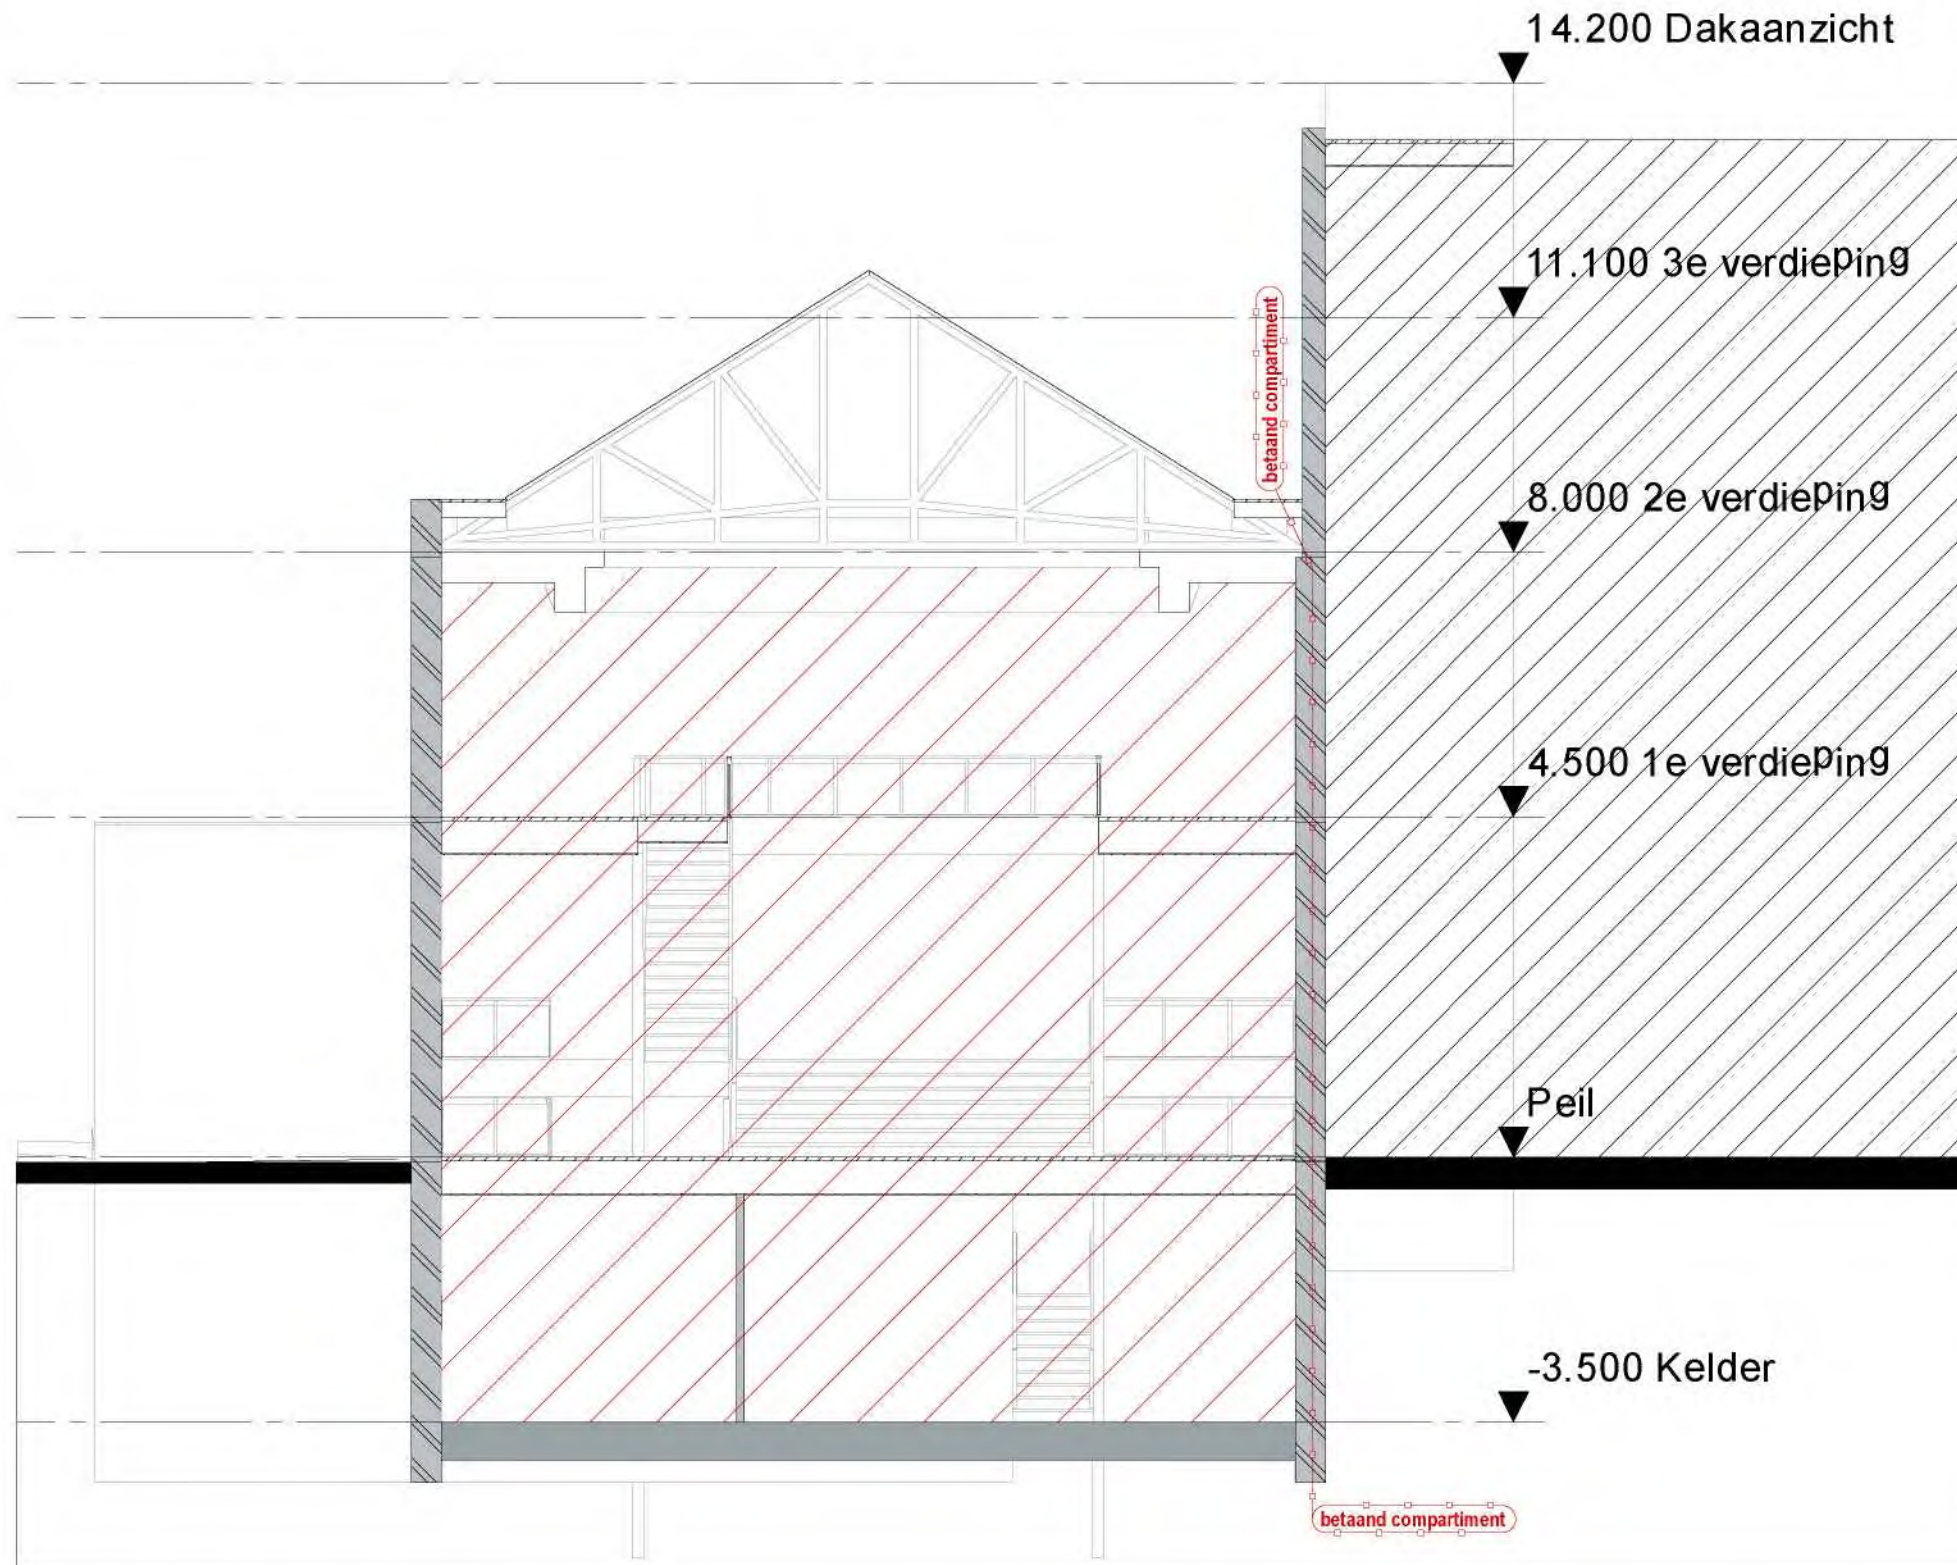 14.200 Dakaanzicht
11.100 3e verdieping
betaand compartiment
8.000 2e verdieping
4.500 1e verdieping
Peil
-3.500 Kelder
betaand compartiment